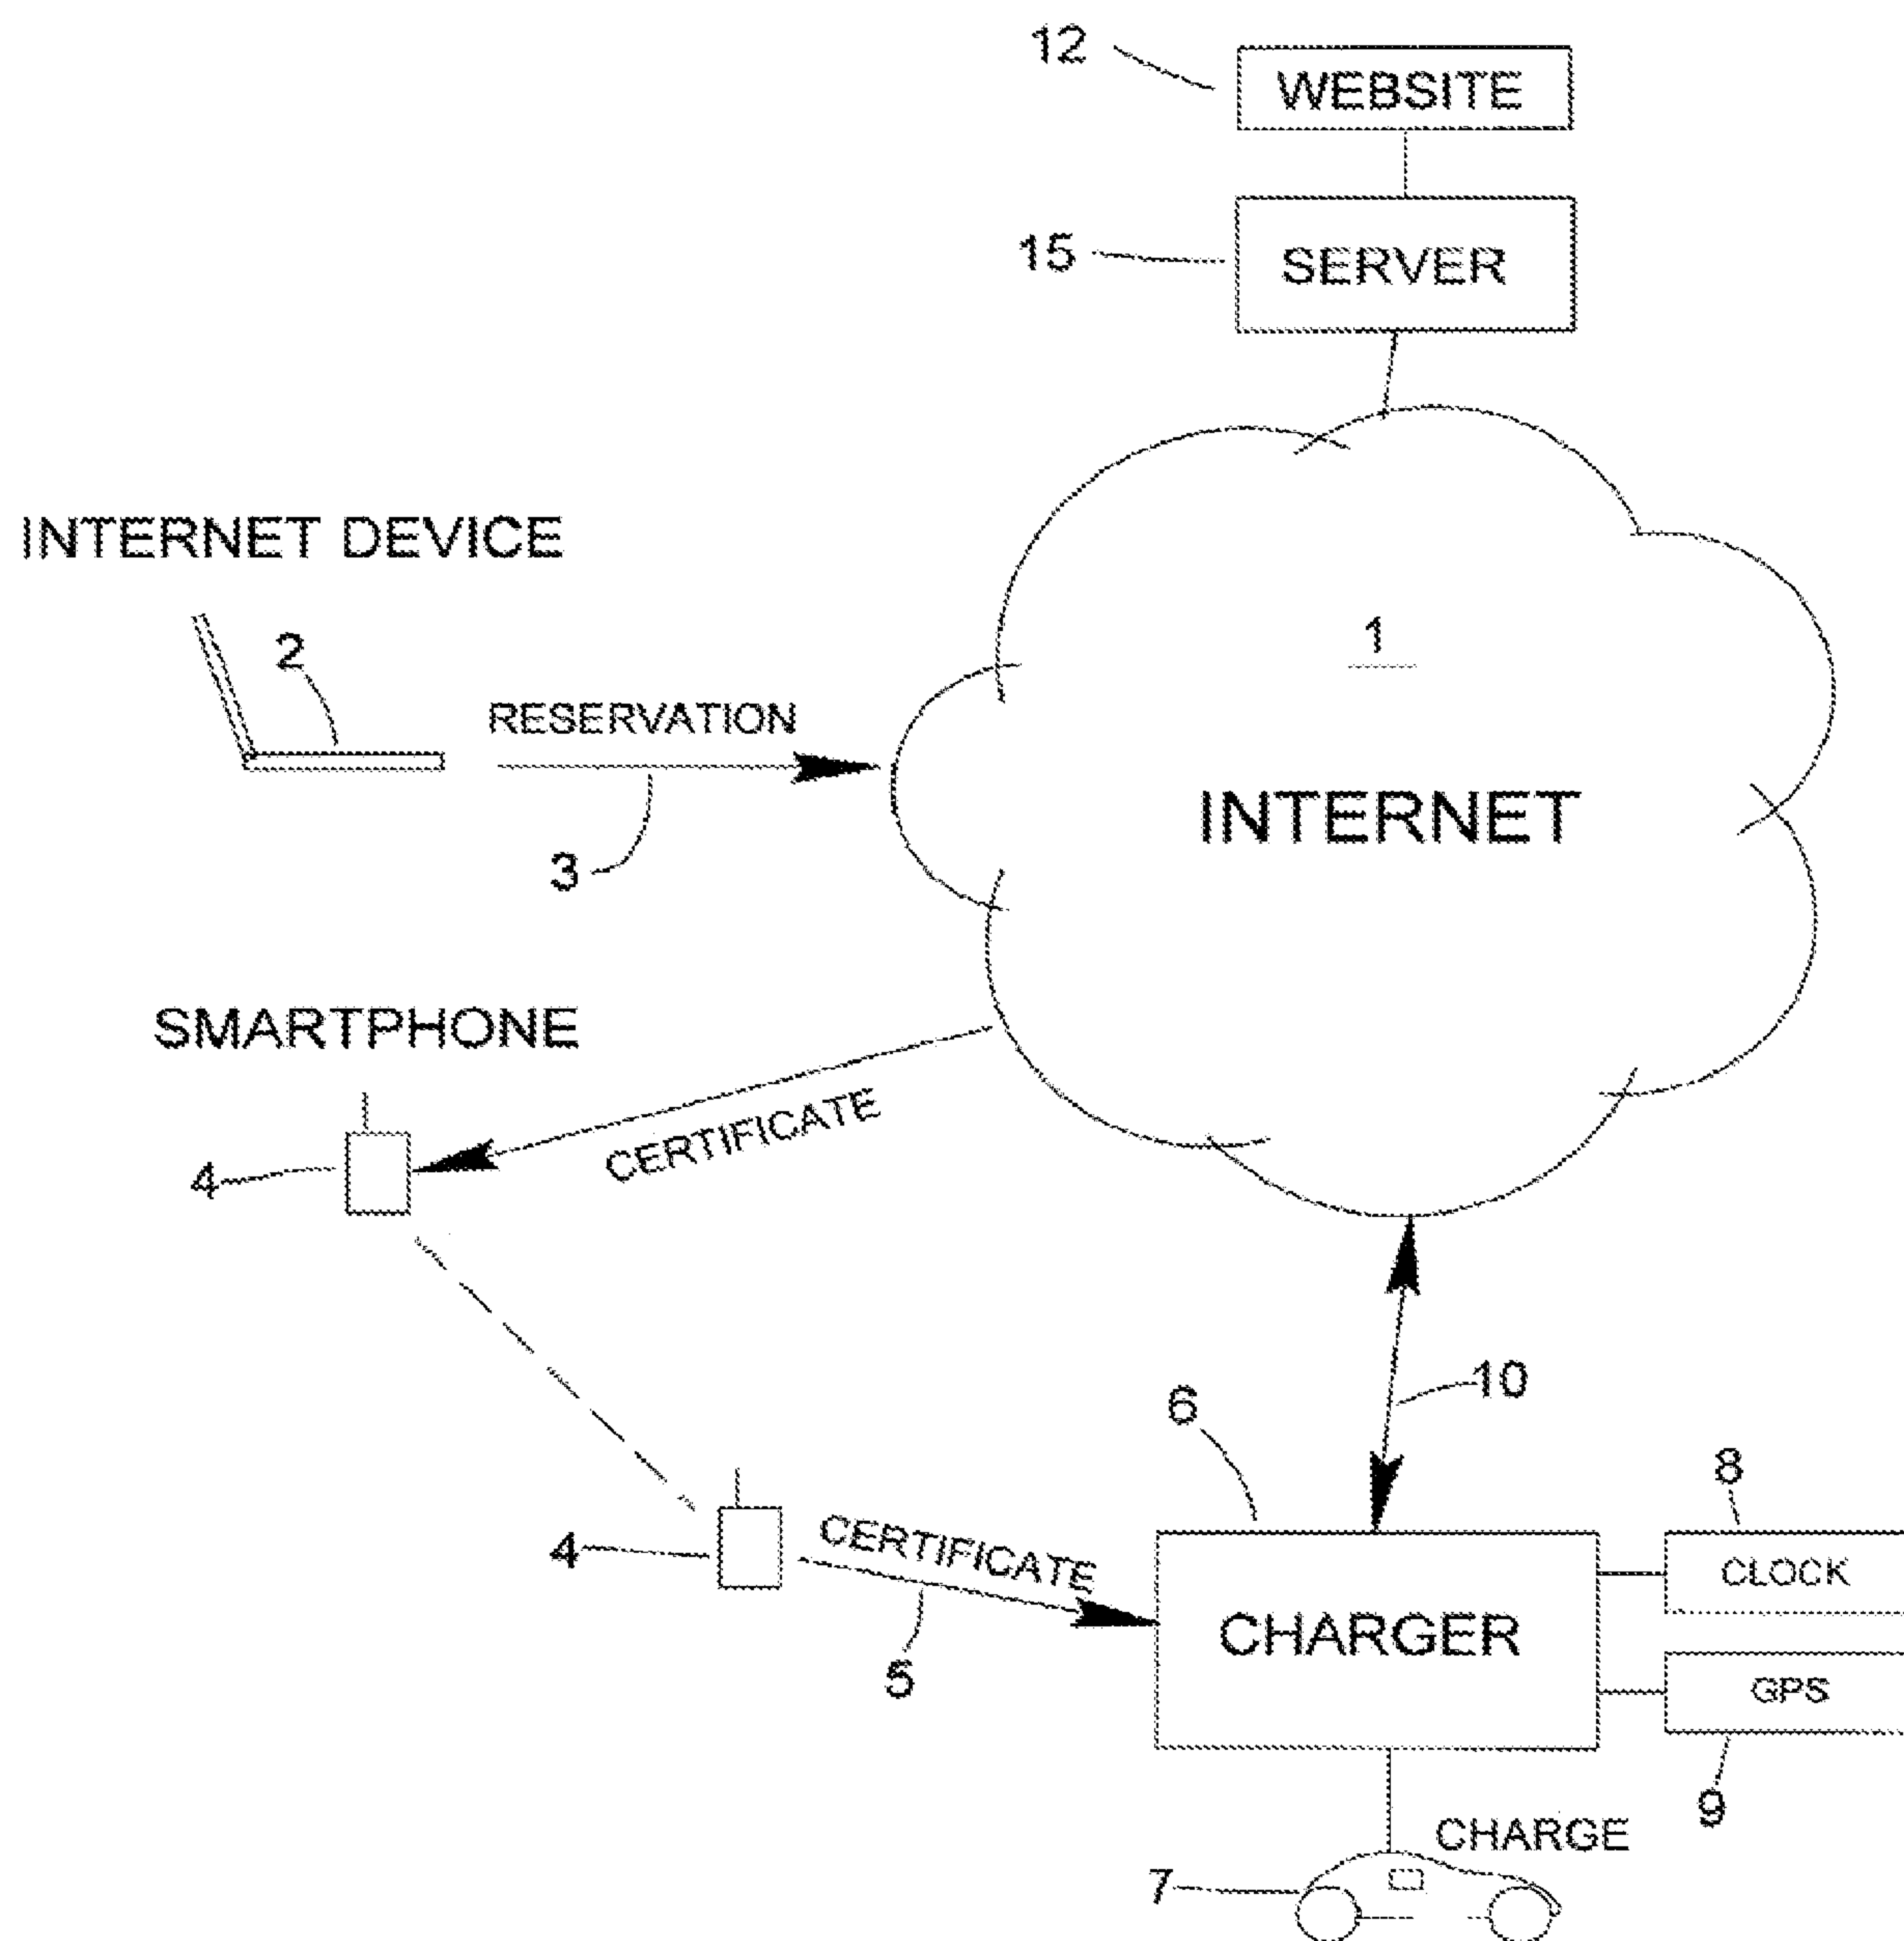 12
WEBSITE
15
SERVER
INTERNET DEVICE
2
1
RESERVATION
INTERNET
3
SMARTPHONE
CERTIFICATE
4
10
6
8
4
CERTIFICATE
CLOCK
CHARGER
5
GPS
9
CHARGE
7